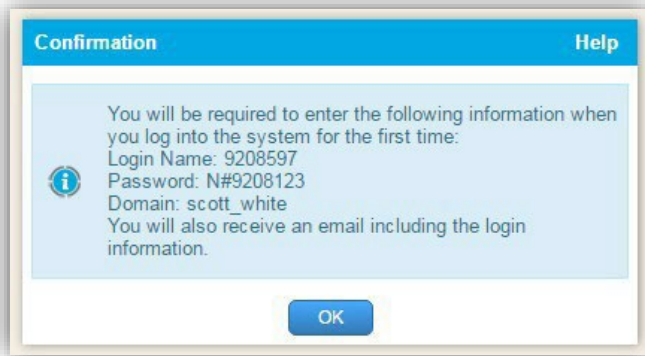 Confirmation Help
You will be required to enter the following information when
you log into the system for the first time:
Login Name: 9208597
Password: N#9208123
Domain: scott_white
You will also receive an email including the login
information.
OK